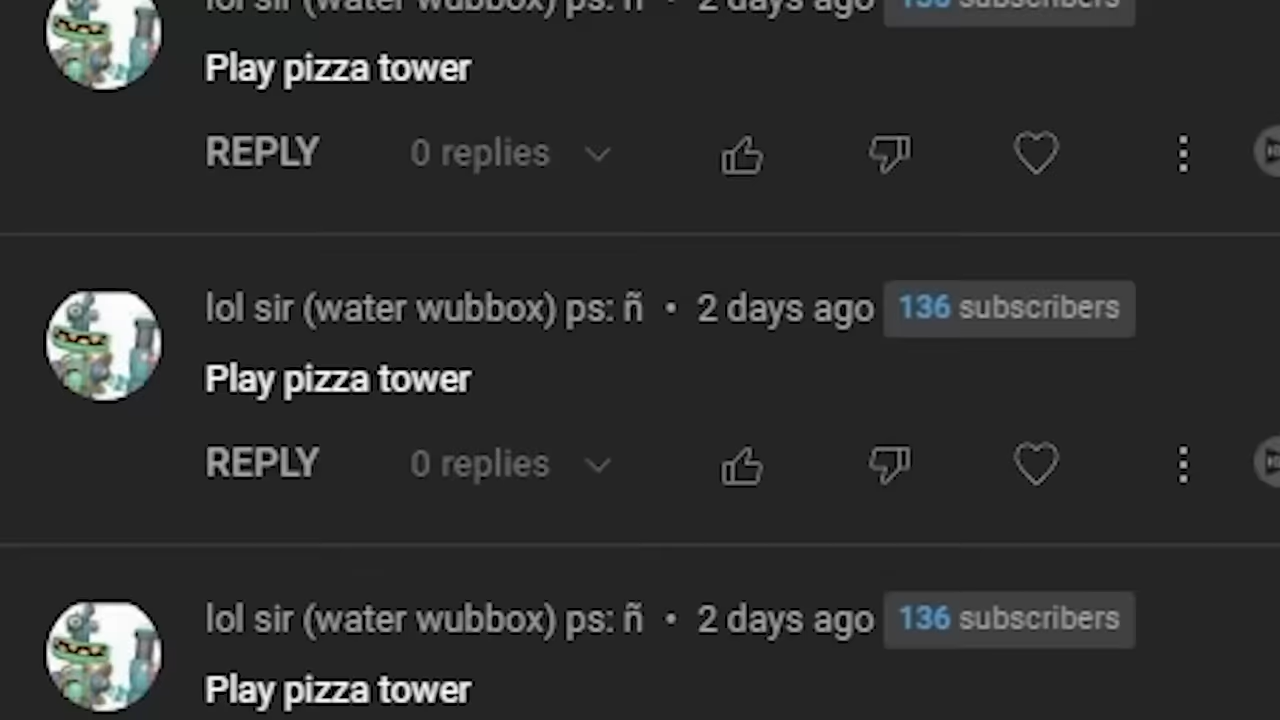 lol sir (water wubbox) ps: ñ • 2 days ago 136 subscribers
Play pizza tower
REPLY 0 replies
lol sir (water wubbox) ps: ñ • 2 days ago 136 subscribers
Play pizza tower
REPLY 0 replies
lol sir (water wubbox) ps: ñ • 2 days ago 136 subscribers
Play pizza tower